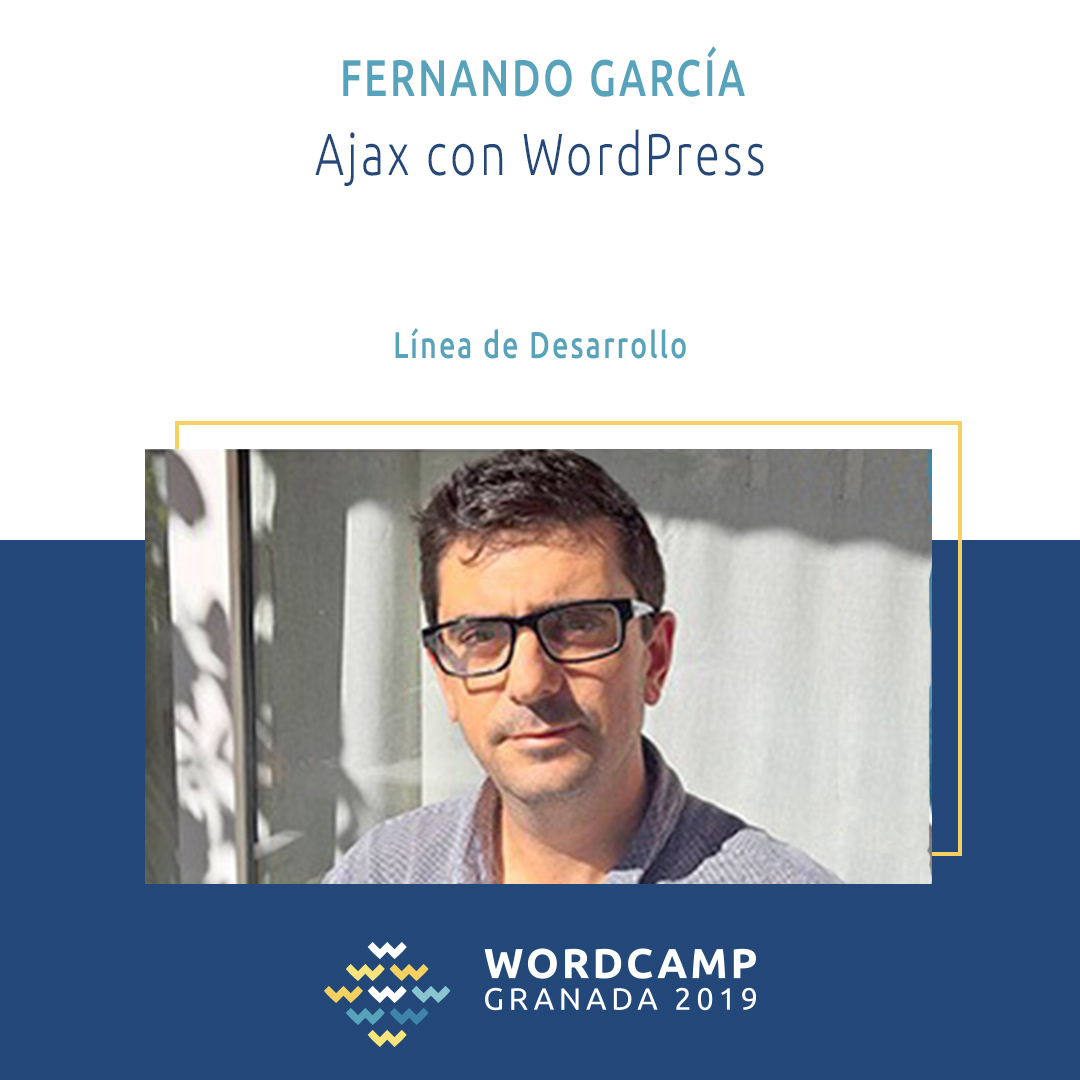 FERNANDO GARCÍA
Ajax con WordPress
Línea de Desarrollo
WORDCAMP
GRANADA 2019